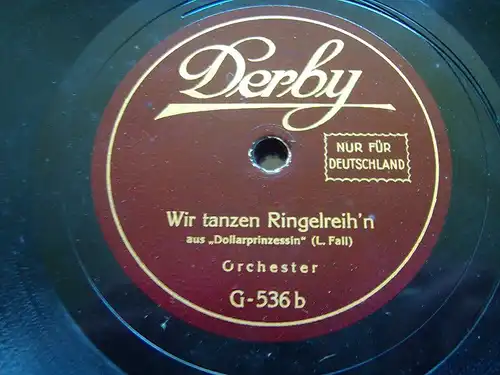 Derby
NUR FÜR
DEUTSCHLAND
Wir tanzen Ringelreih'n
aus „Dollarprinzessin" (L. Fall)
Orchester
G-536 b